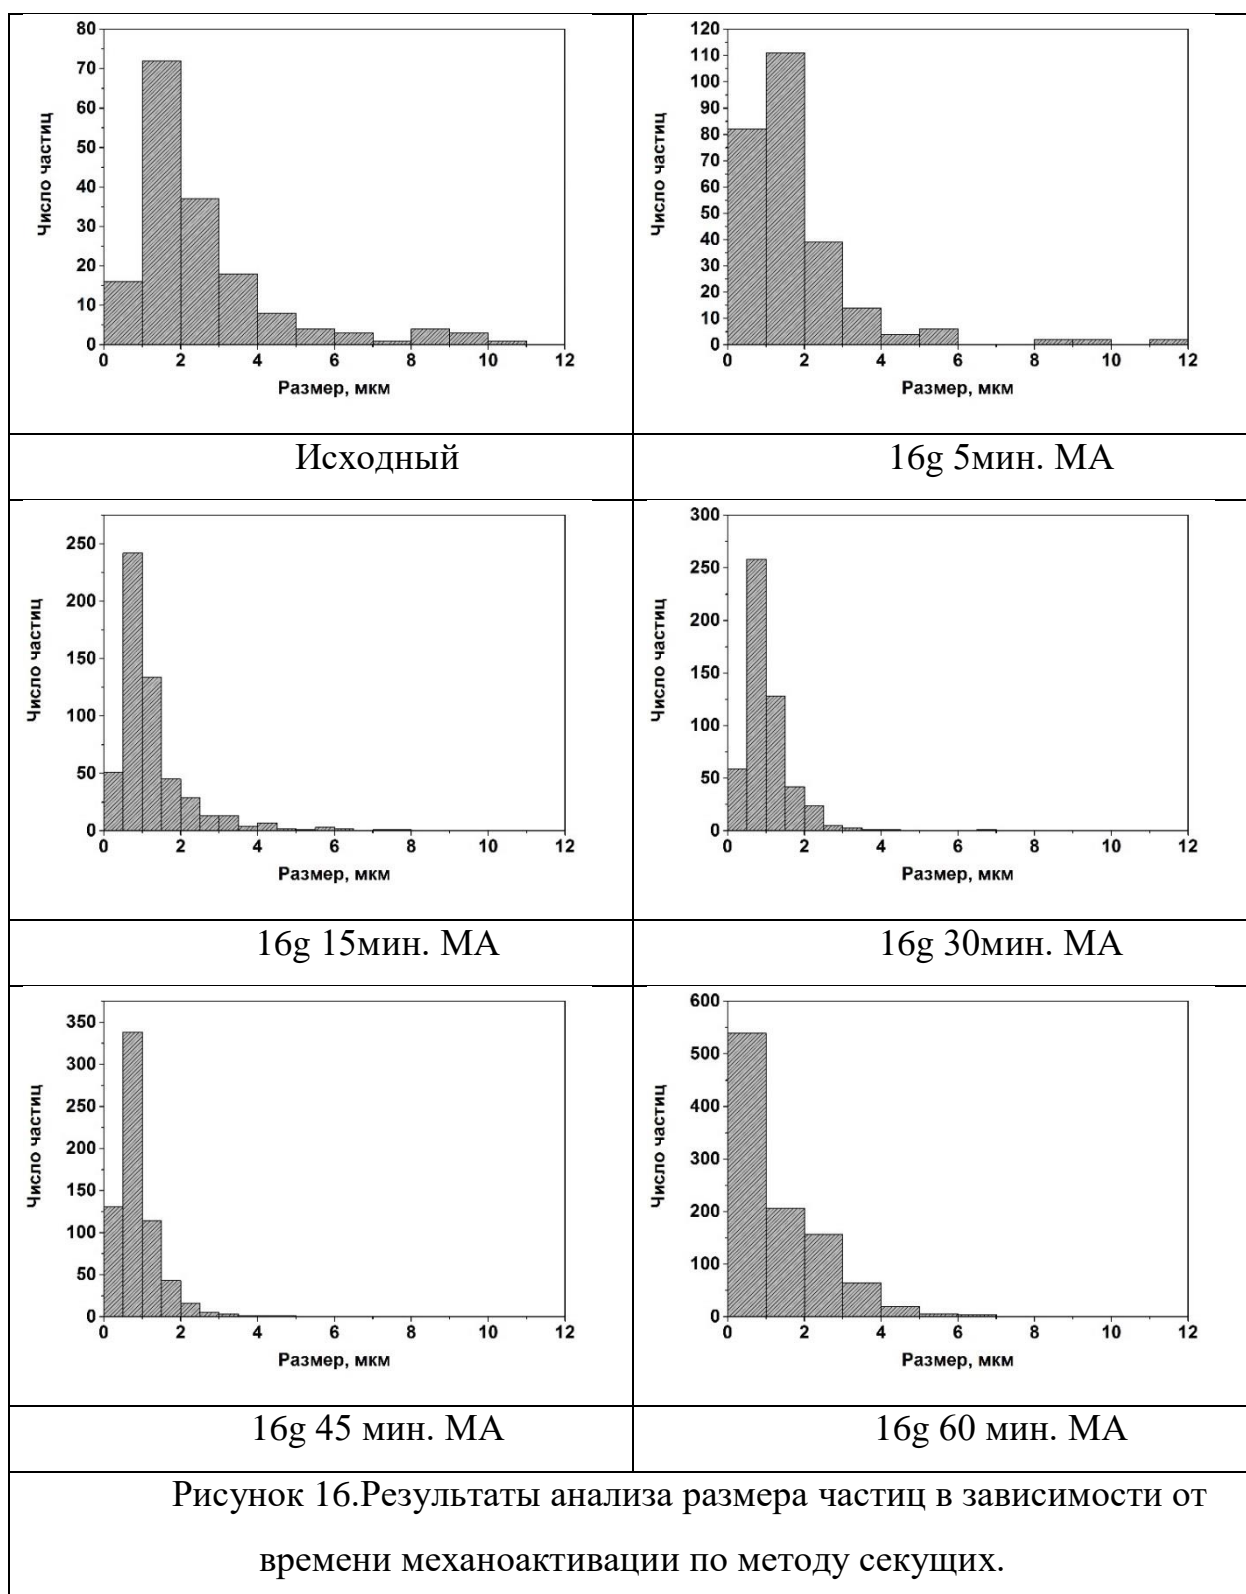 80
70
60
50
40
30
20
10
0
Число частиц
0 2 4 6 8 10 12
Размер, мкм
120
110
100
90
80
70
60
50
40
30
20
10
0
Число частиц
0 2 4 6 8 10 12
Размер, мкм
Исходный
16g 5мин. МА
250
200
150
100
50
0
Число частиц
0 2 4 6 8 10 12
Размер, мкм
300
250
200
150
100
50
0
Число частиц
0 2 4 6 8 10 12
Размер, мкм
16g 15мин. МА
16g 30мин. МА
350
300
250
200
150
100
50
0
Число частиц
0 2 4 6 8 10 12
Размер, мкм
600
500
400
300
200
100
0
Число частиц
0 2 4 6 8 10 12
Размер, мкм
16g 45 мин. МА
16g 60 мин. МА
Рисунок 16.Результаты анализа размера частиц в зависимости от
времени механоактивации по методу секущих.